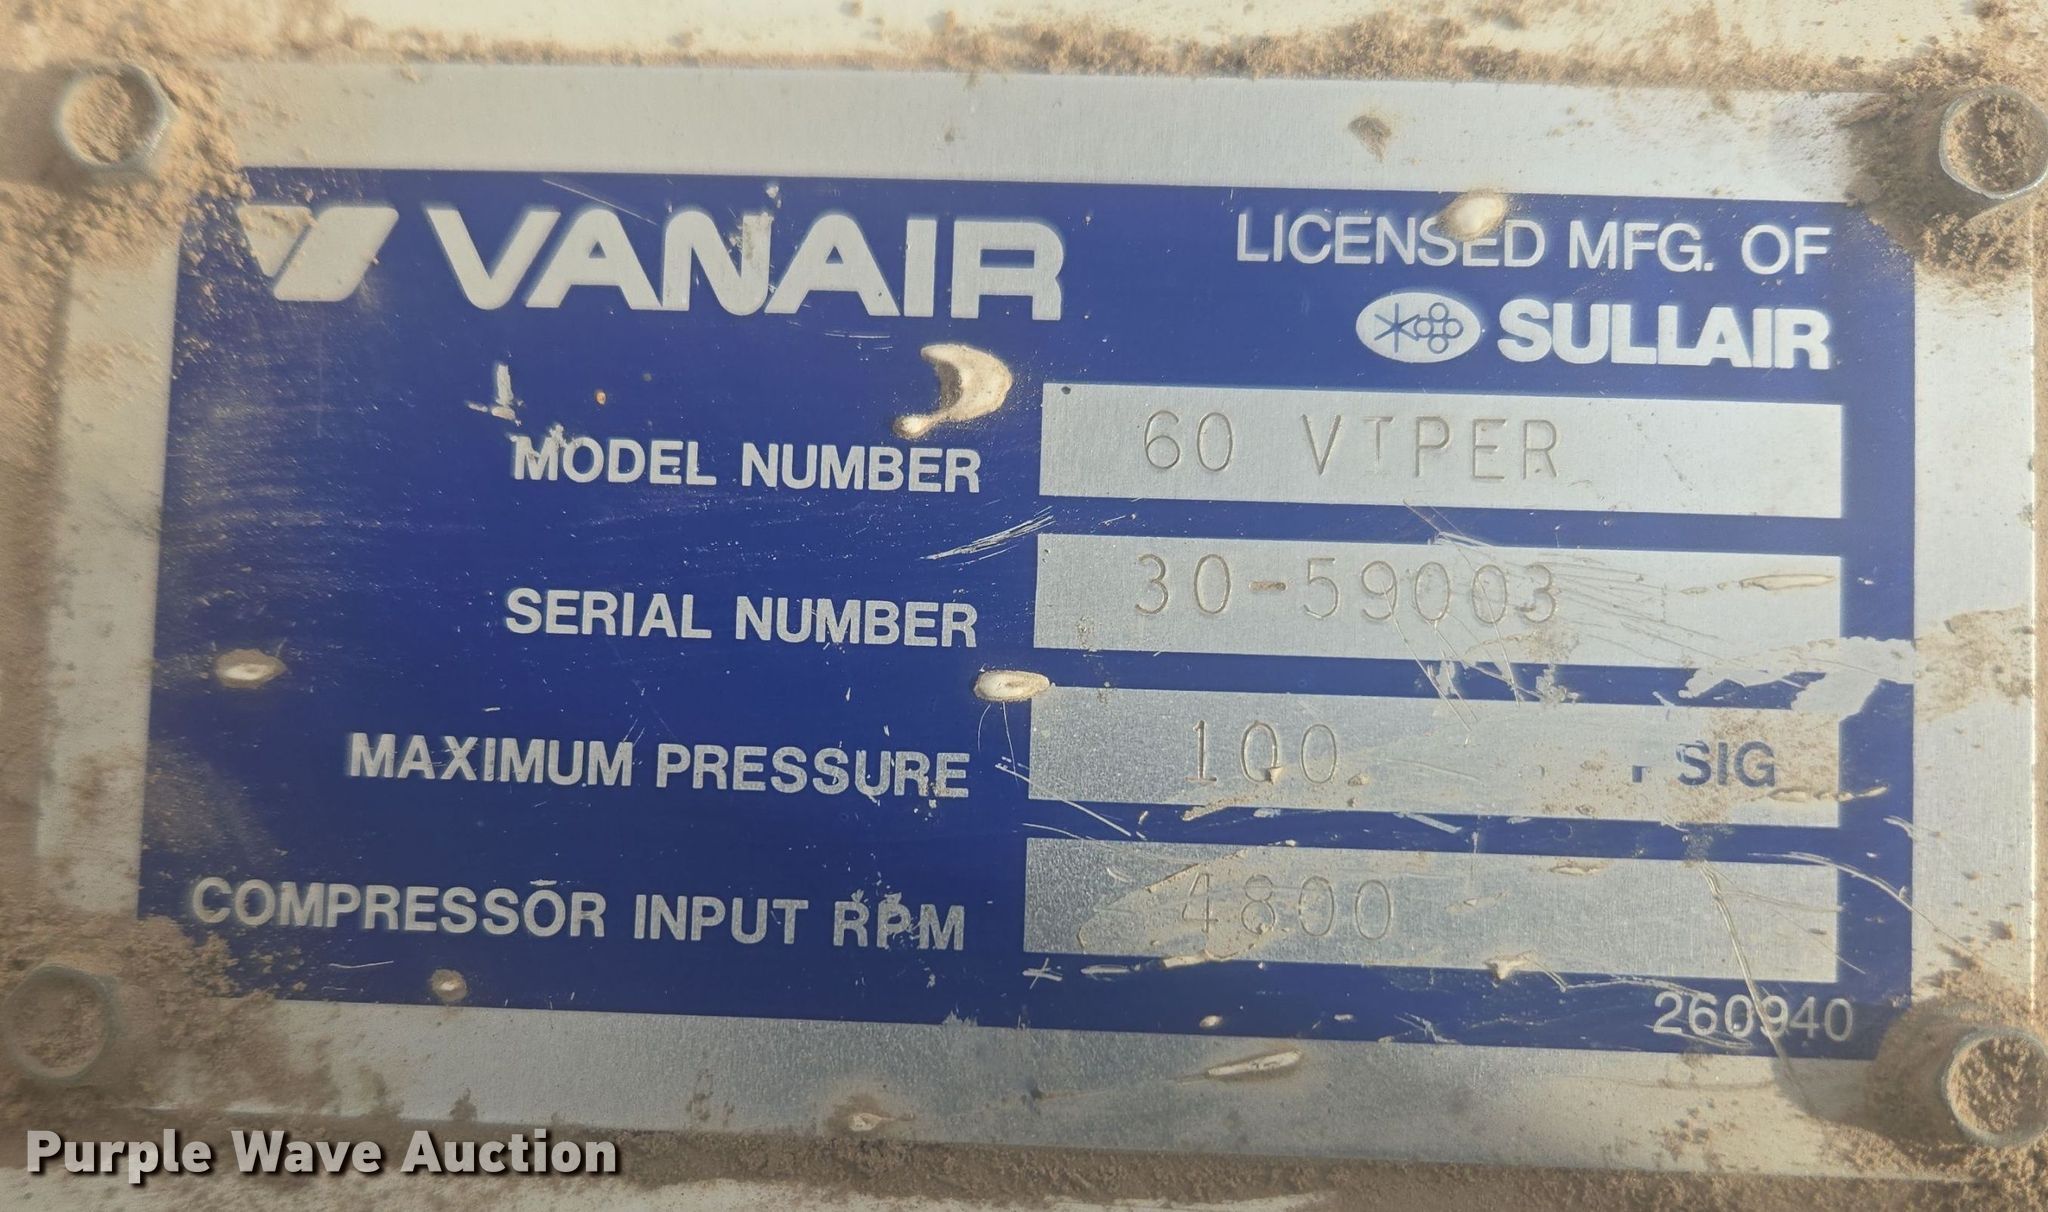 VANAIR
LICENSED MFG. OF
SULLAIR
MODEL NUMBER 60 VIPER
SERIAL NUMBER 30-59003
MAXIMUM PRESSURE 100 PSIG
COMPRESSOR INPUT RPM 4800
260940
Purple Wave Auction